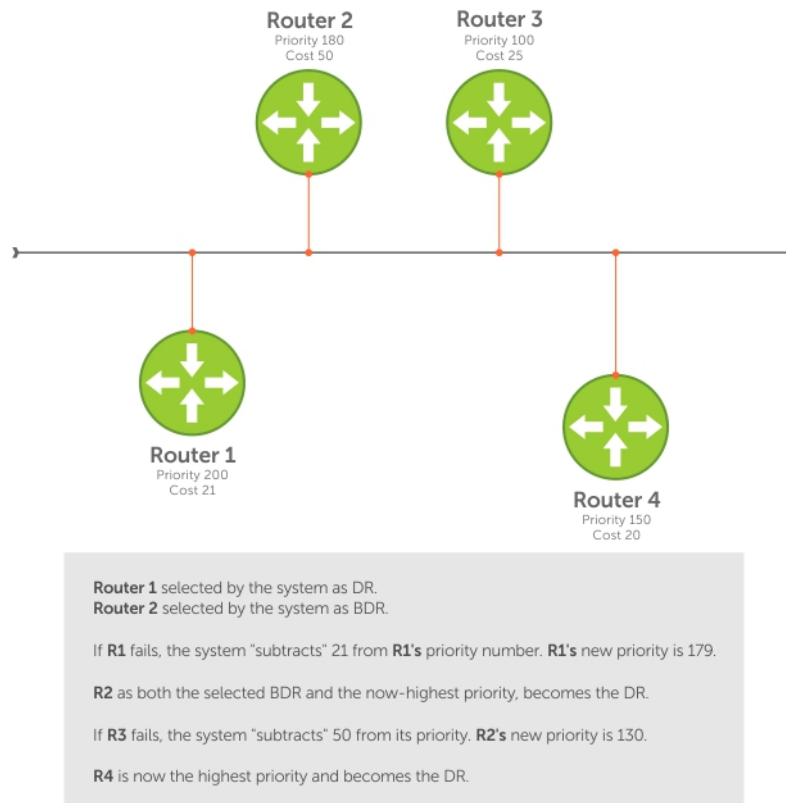 Router 2
Priority 180
Cost 50
Router 3
Priority 100
Cost 25
Router 1
Priority 200
Cost 21
Router 4
Priority 150
Cost 20
Router 1 selected by the system as DR.
Router 2 selected by the system as BDR.
If R1 fails, the system "subtracts" 21 from R1's priority number. R1's new priority is 179.
R2 as both the selected BDR and the now-highest priority, becomes the DR.
If R3 fails, the system "subtracts" 50 from its priority. R2's new priority is 130.
R4 is now the highest priority and becomes the DR.